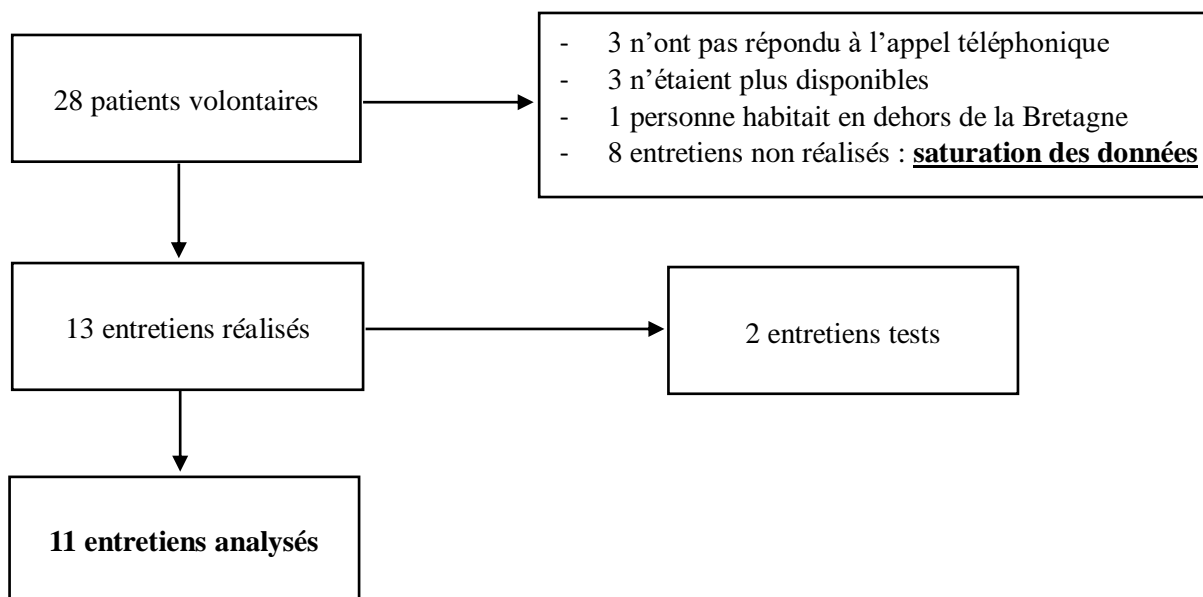 28 patients volontaires
- 3 n’ont pas répondu à l’appel téléphonique
- 3 n’étaient plus disponibles
- 1 personne habitait en dehors de la Bretagne
- 8 entretiens non réalisés : saturation des données
13 entretiens réalisés
2 entretiens tests
11 entretiens analysés